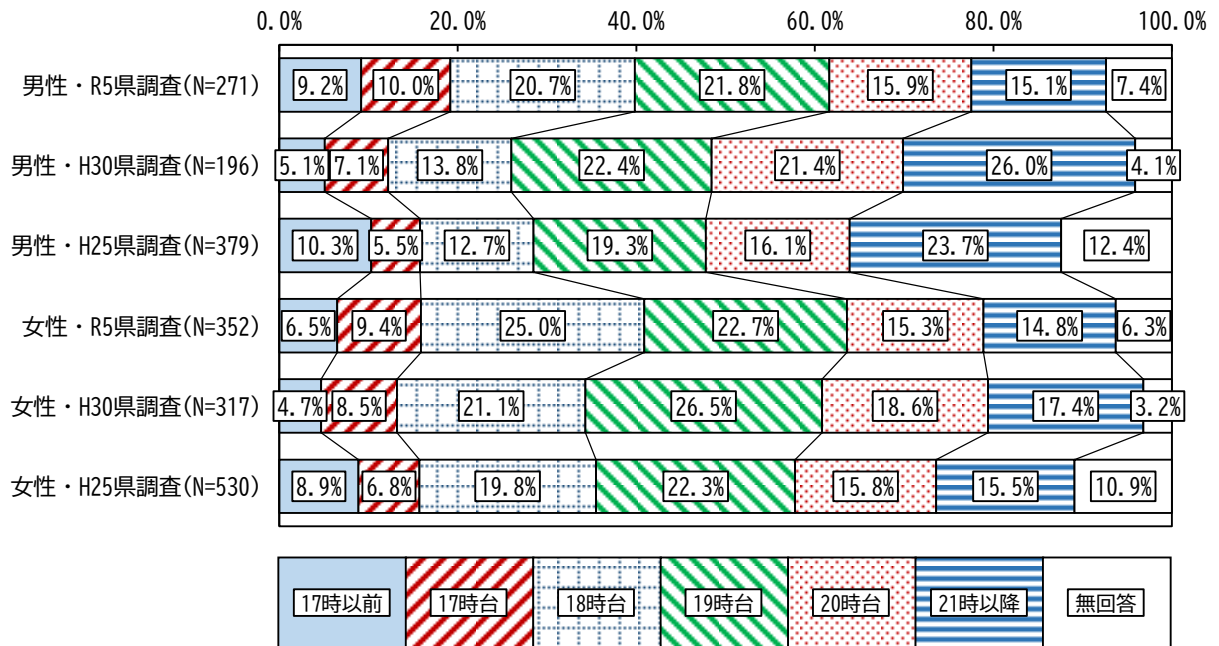 0.0% 20.0% 40.0% 60.0% 80.0% 100.0%
男性・R5県調査(N=271) 9.2% 10.0% 20.7% 21.8% 15.9% 15.1% 7.4%
男性・H30県調査(N=196) 5.1% 7.1% 13.8% 22.4% 21.4% 26.0% 4.1%
男性・H25県調査(N=379) 10.3% 5.5% 12.7% 19.3% 16.1% 23.7% 12.4%
女性・R5県調査(N=352) 6.5% 9.4% 25.0% 22.7% 15.3% 14.8% 6.3%
女性・H30県調査(N=317) 4.7% 8.5% 21.1% 26.5% 18.6% 17.4% 3.2%
女性・H25県調査(N=530) 8.9% 6.8% 19.8% 22.3% 15.8% 15.5% 10.9%
17時以前 17時台 18時台 19時台 20時台 21時以降 無回答